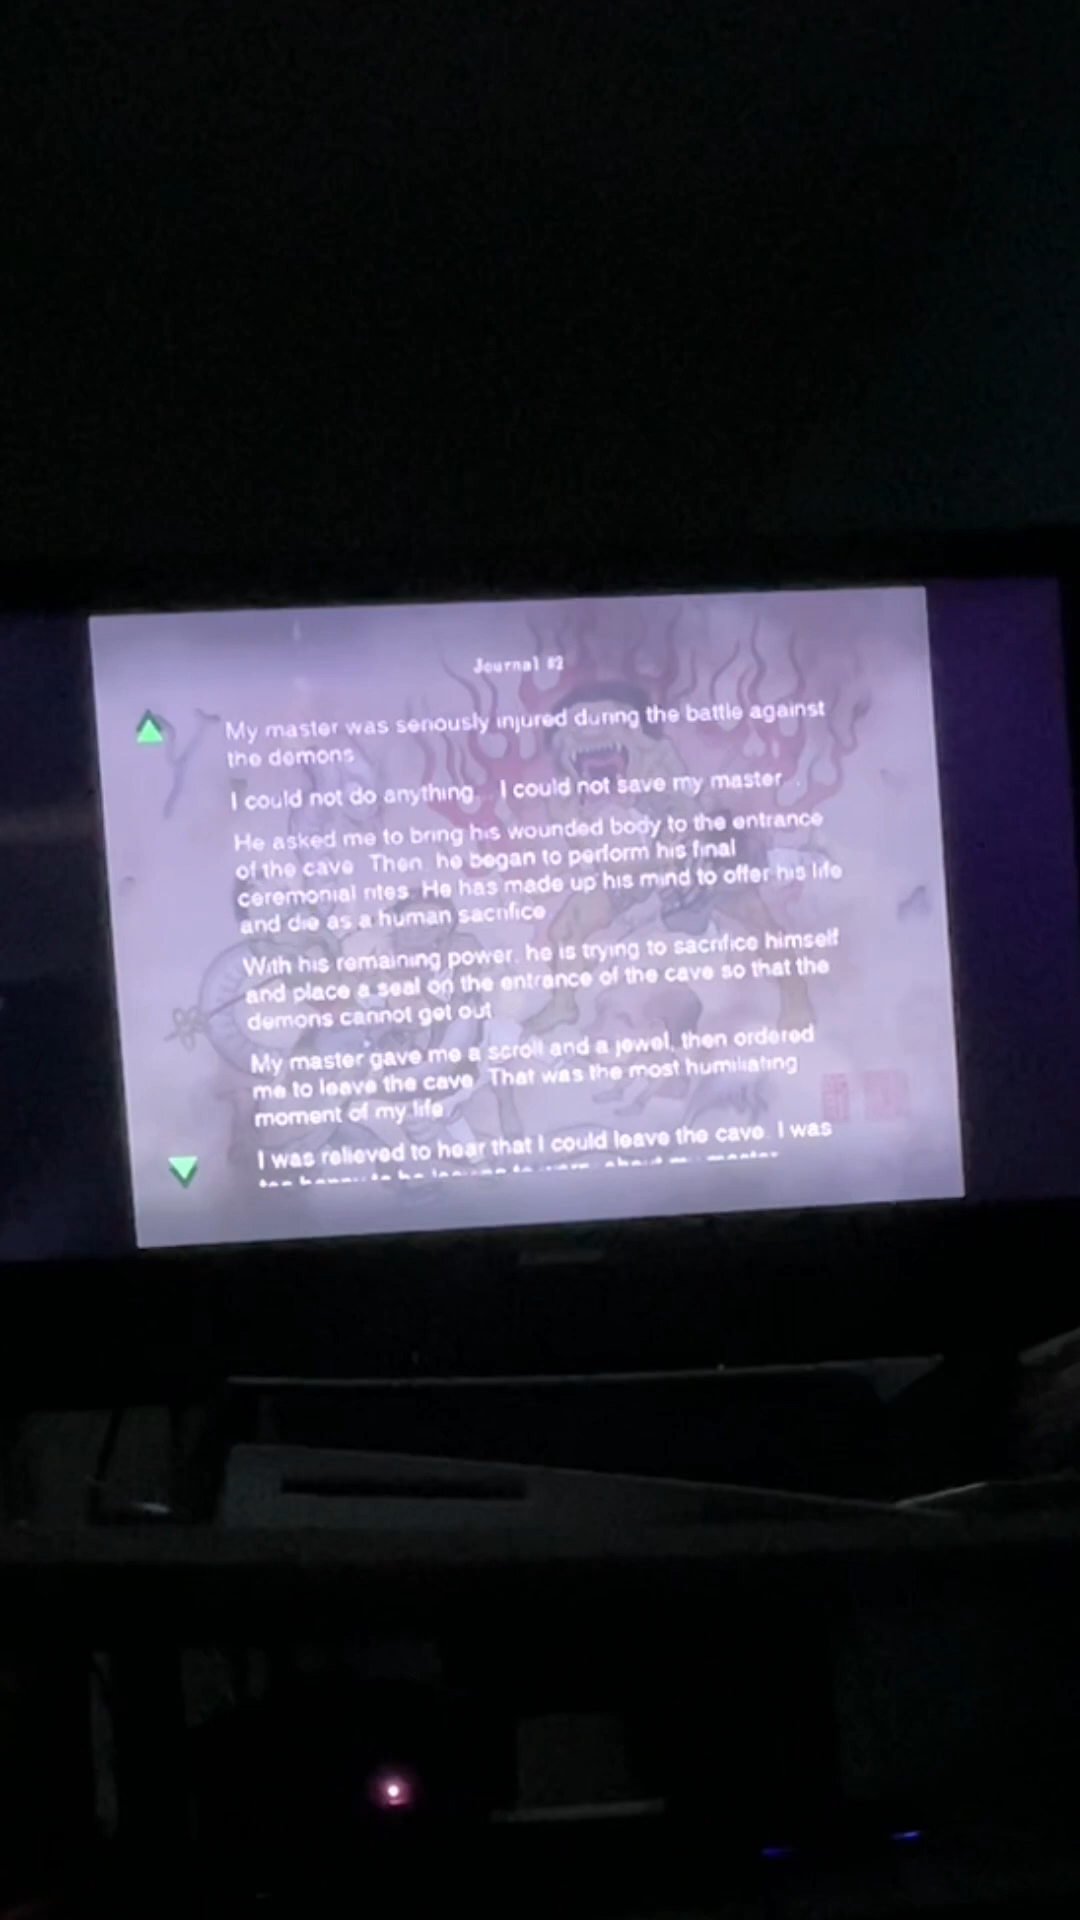 Journal #2
My master was seriously injured during the battle against
the demons
I could not do anything... I could not save my master...
He asked me to bring his wounded body to the entrance
of the cave. Then, he began to perform his final
ceremonial rites. He has made up his mind to offer his life
and die as a human sacrifice.
With his remaining power, he is trying to sacrifice himself
and place a seal on the entrance of the cave so that the
demons cannot get out
My master gave me a scroll and a jewel, then ordered
me to leave the cave. That was the most humiliating
moment of my life
I was relieved to hear that I could leave the cave. I was